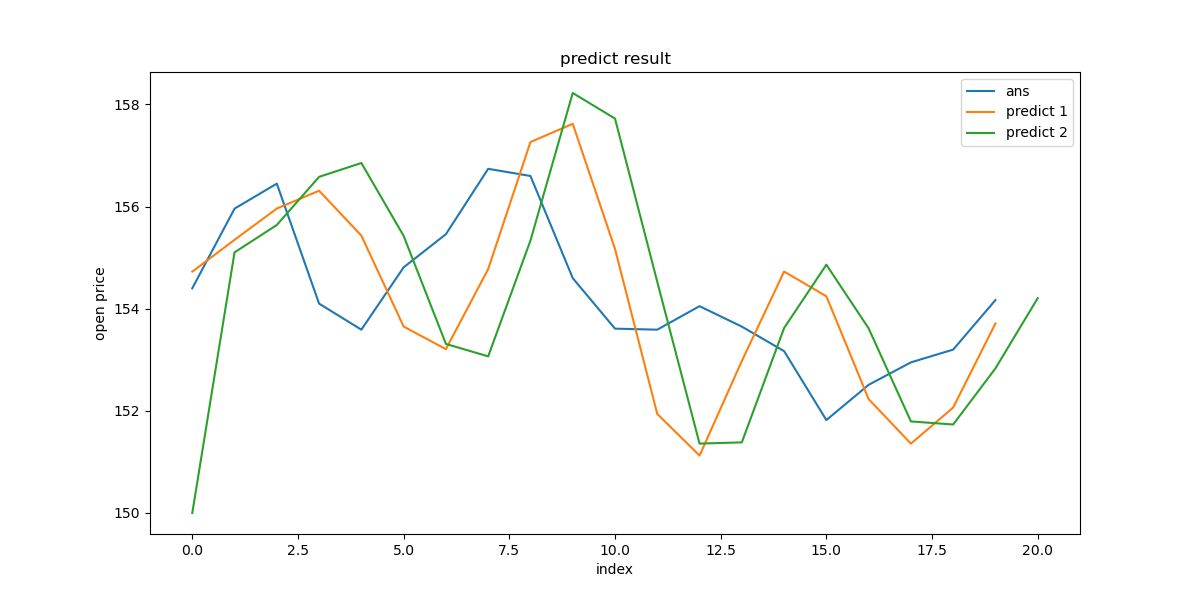 predict result
ans
predict 1
predict 2
open price
158
156
154
152
150
0.0 2.5 5.0 7.5 10.0 12.5 15.0 17.5 20.0
index